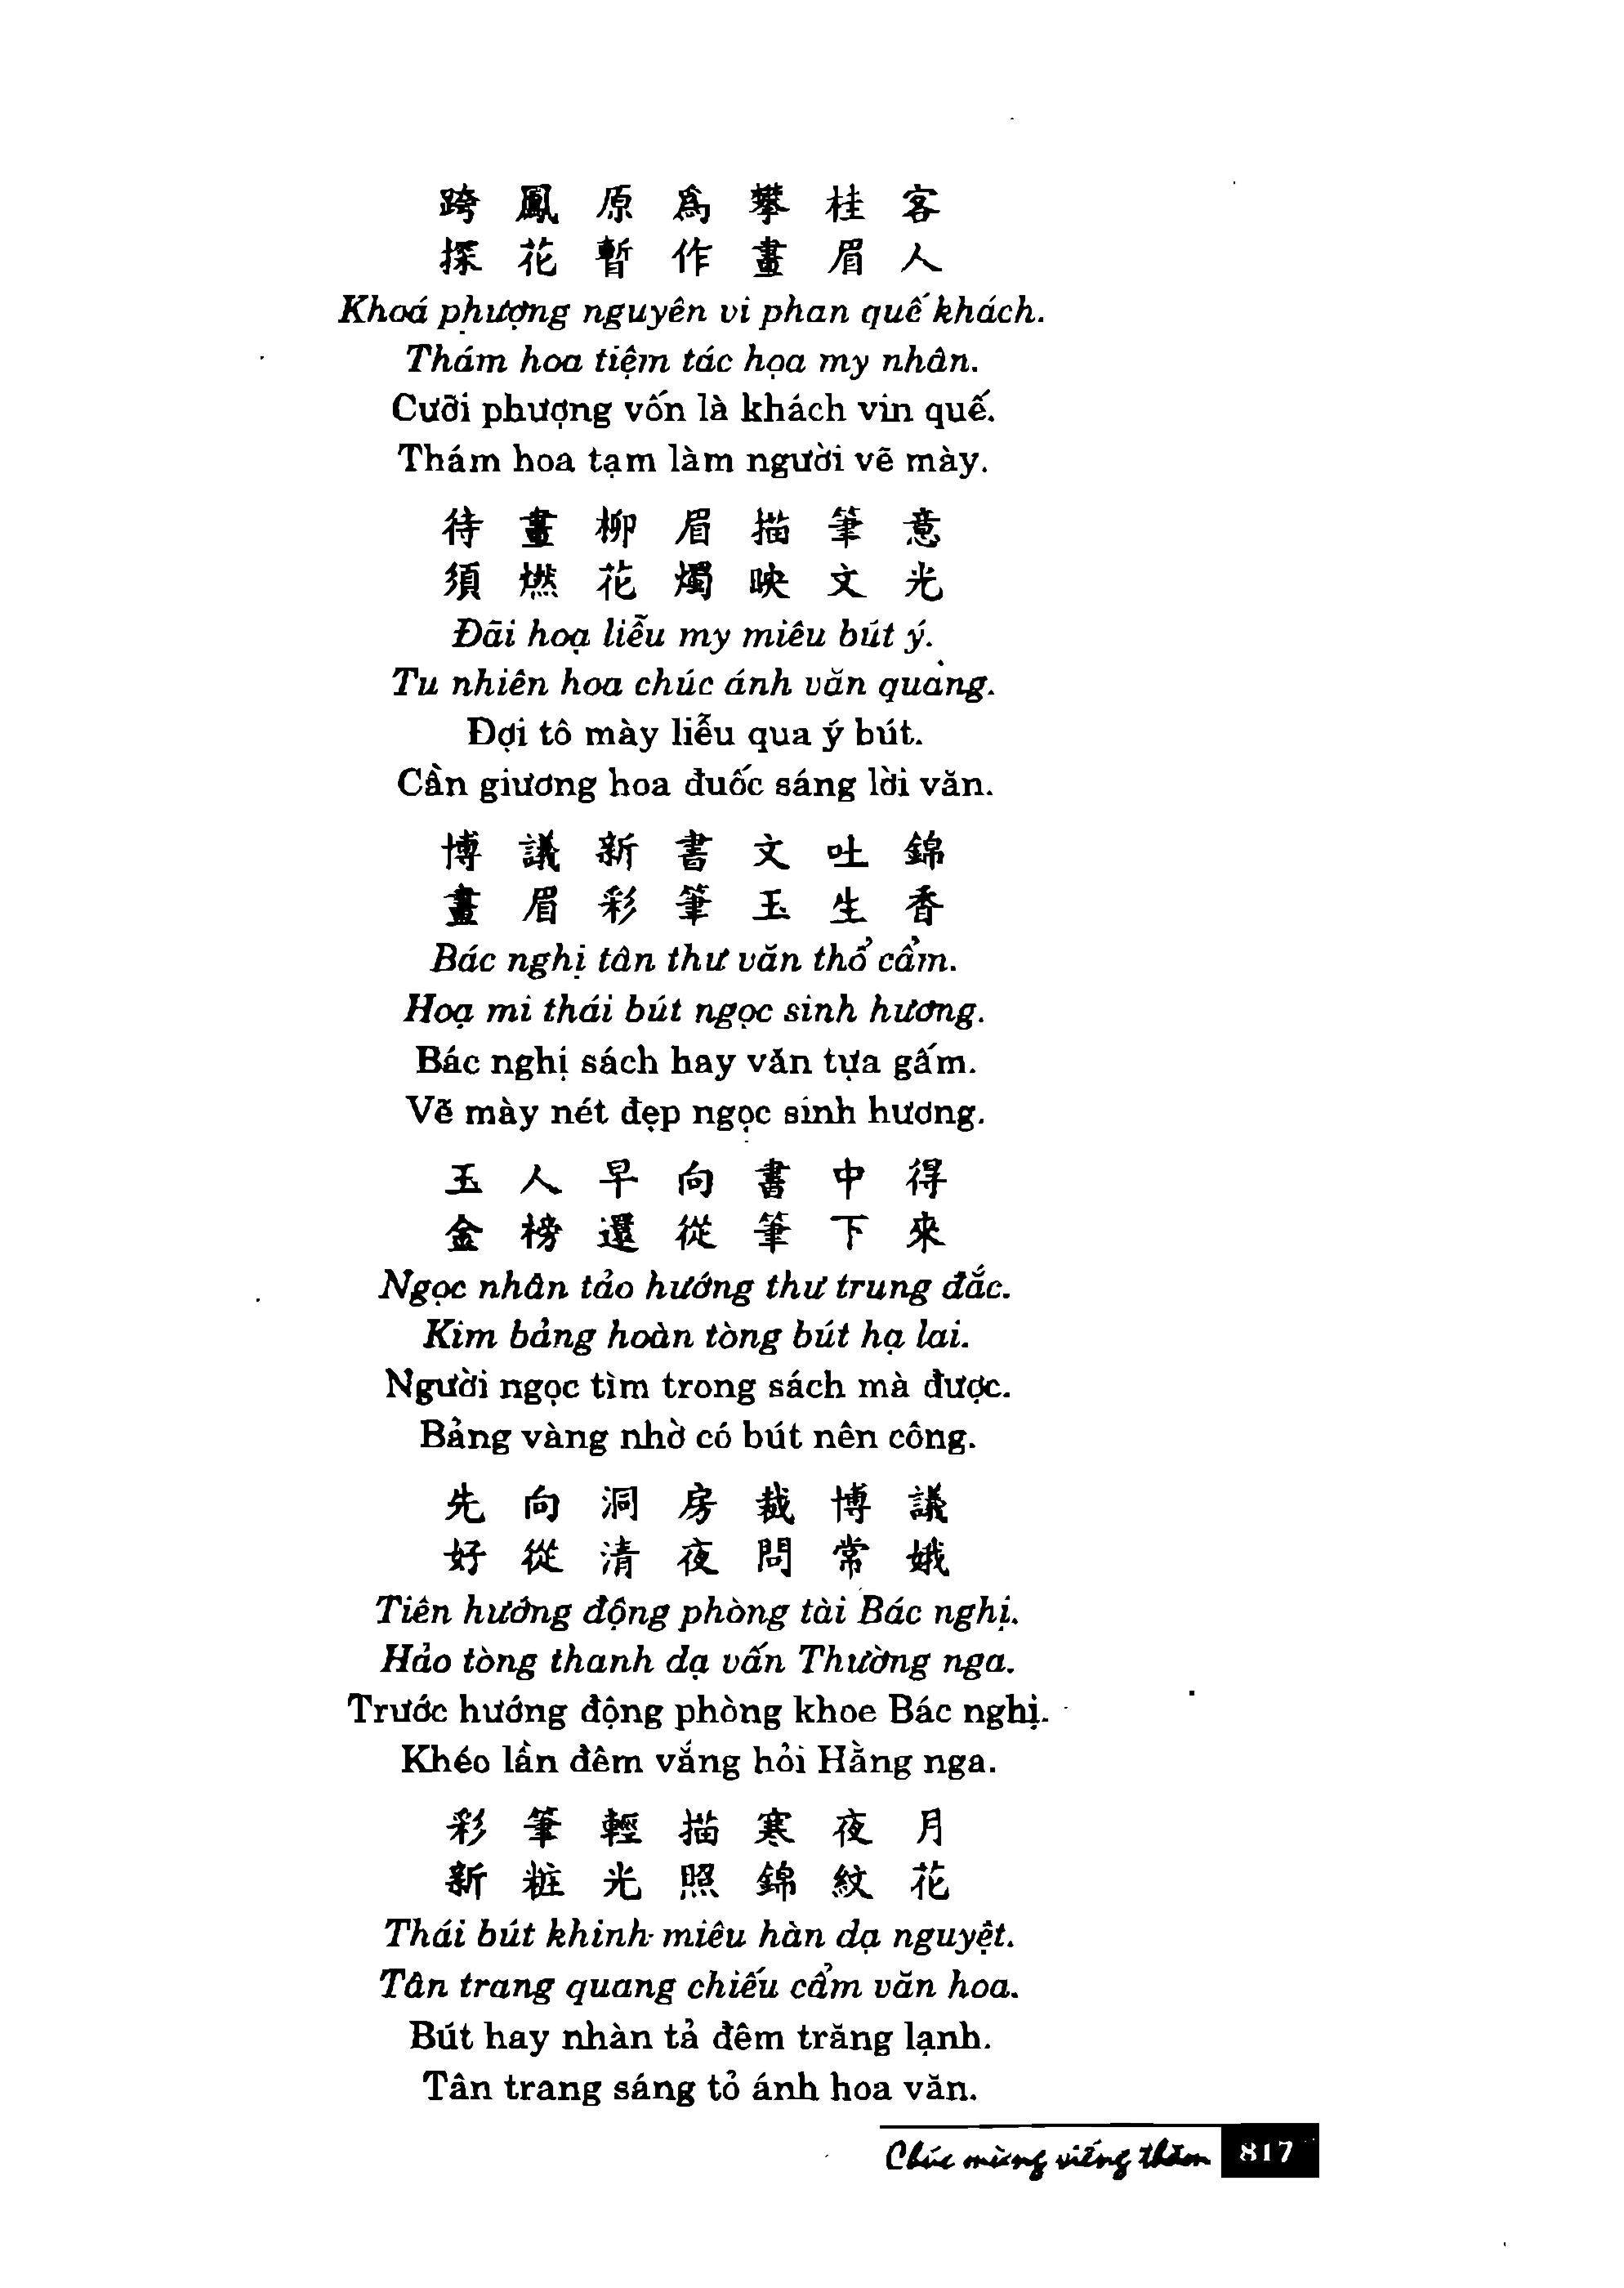 跨鳳原爲攀桂客
探花暫作畫眉人
Khoá phượng nguyên vi phan quế khách.
Thám hoa tiệm tác họa my nhân.
Cưỡi phượng vốn là khách vin quế.
Thám hoa tạm làm người vẽ mày.
待畫柳眉描筆意
須燃花燭映文光
Đãi hoạ liễu my miêu bút ý.
Tu nhiên hoa chúc ánh văn quang.
Đợi tô mày liễu qua ý bút.
Cần giương hoa đuốc sáng lời văn.
博議新書文吐錦
畫眉彩筆玉生香
Bác nghị tân thư văn thổ cẩm.
Hoạ mi thái bút ngọc sinh hương.
Bác nghị sách hay văn tựa gấm.
Vẽ mày nét đẹp ngọc sinh hương.
玉人早向書中得
金榜還從筆下來
Ngọc nhân tảo hướng thư trung đắc.
Kim bảng hoàn tòng bút hạ lai.
Người ngọc tìm trong sách mà được.
Bảng vàng nhờ có bút nên công.
先向洞房裁博議
好從清夜問常娥
Tiên hướng động phòng tài Bác nghị.
Hảo tòng thanh dạ vấn Thường nga.
Trước hướng động phòng khoe Bác nghị.
Khéo lần đêm vắng hỏi Hằng nga.
彩筆輕描寒夜月
新粧光照錦紋花
Thái bút khinh miêu hàn dạ nguyệt.
Tân trang quang chiếu cẩm văn hoa.
Bút hay nhàn tả đêm trăng lạnh.
Tân trang sáng tỏ ánh hoa văn.
Chúc mừng viếng thăm 817